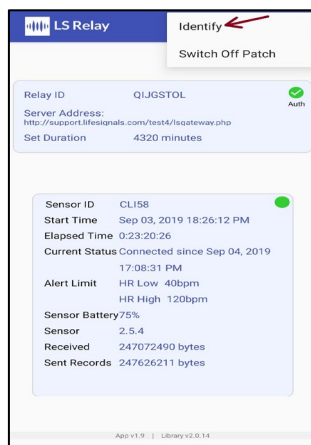 LS Relay
Identify
Switch Off Patch
Relay ID QIJGSTOL
Auth
Server Address:
http://support.lifesignals.com/test4/lsgateway.php
Set Duration 4320 minutes
Sensor ID CLI58
Start Time Sep 03, 2019 18:26:12 PM
Elapsed Time 0:23:20:26
Current Status Connected since Sep 04, 2019
17:08:31 PM
Alert Limit HR Low 40bpm
HR High 120bpm
Sensor Battery75%
Sensor 2.5.4
Received 247072490 bytes
Sent Records 247626211 bytes
App v1.9 | Library v2.0.14